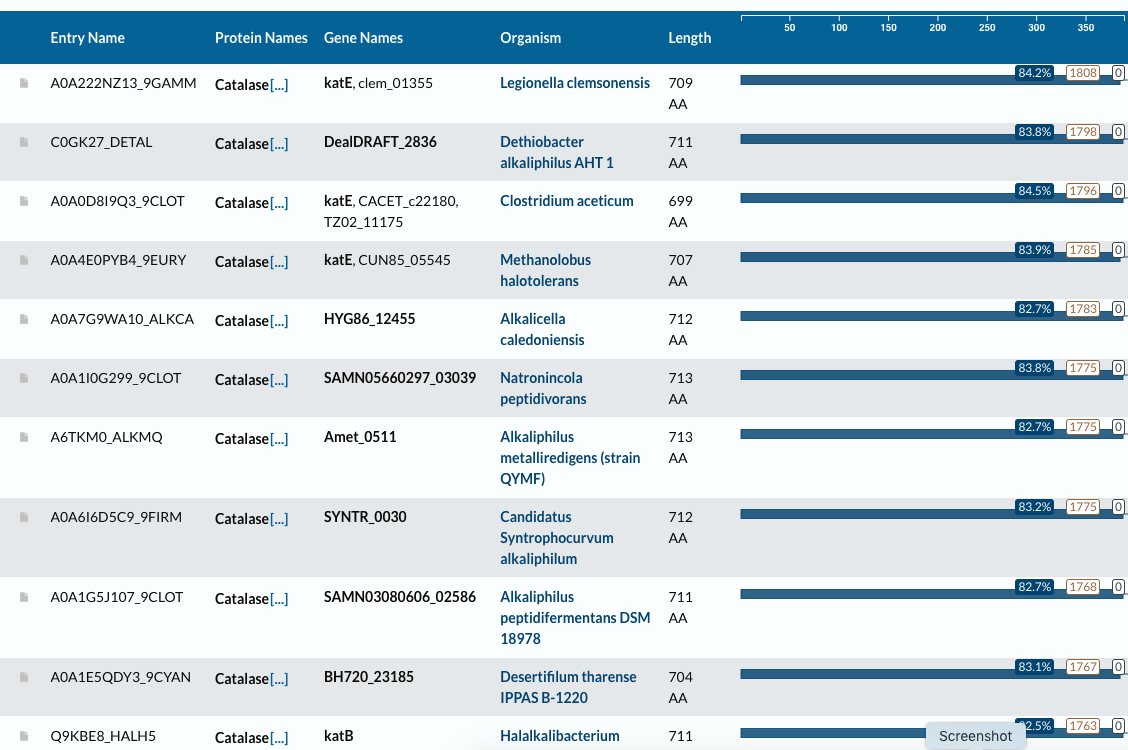 Entry Name Protein Names Gene Names Organism Length 50 100 150 200 250 300 350
A0A222NZ13_9GAMM Catalase[...] katE, clem_01355 Legionella clemsonensis 709 84.2% 1808 0
AA
C0GK27_DETAL Catalase[...] DealDRAFT_2836 Dethiobacter 711 83.8% 1798 0
alkaliphilus AHT 1 AA
A0A0D8I9Q3_9CLOT Catalase[...] katE, CACET_c22180, Clostridium aceticum 699 84.5% 1796 0
TZ02_11175 AA
A0A4E0PYB4_9EURY Catalase[...] katE, CUN85_05545 Methanolobus 707 83.9% 1785 0
halotolerans AA
A0A7G9WA10_ALKCA Catalase[...] HYG86_12455 Alkalicella 712 82.7% 1783 0
caledoniensis AA
A0A1I0G299_9CLOT Catalase[...] SAMN05660297_03039 Natronincola 713 83.8% 1775 0
peptidivorans AA
A6TKM0_ALKMQ Catalase[...] Amet_0511 Alkaliphilus 713 82.7% 1775 0
metalliredigens (strain AA
QYMF)
A0A6I6D5C9_9FIRM Catalase[...] SYNTR_0030 Candidatus 712 83.2% 1775 0
Syntrophocurvum AA
alkaliphilum
A0A1G5J107_9CLOT Catalase[...] SAMN03080606_02586 Alkaliphilus 711 82.7% 1768 0
peptidifermentans DSM AA
18978
A0A1E5QDY3_9CYAN Catalase[...] BH720_23185 Desertifilum tharense 704 83.1% 1767 0
IPPAS B-1220 AA
Q9KBE8_HALH5 Catalase[...] katB Halalkalibacterium 711 2.5% 1763 0
Screenshot